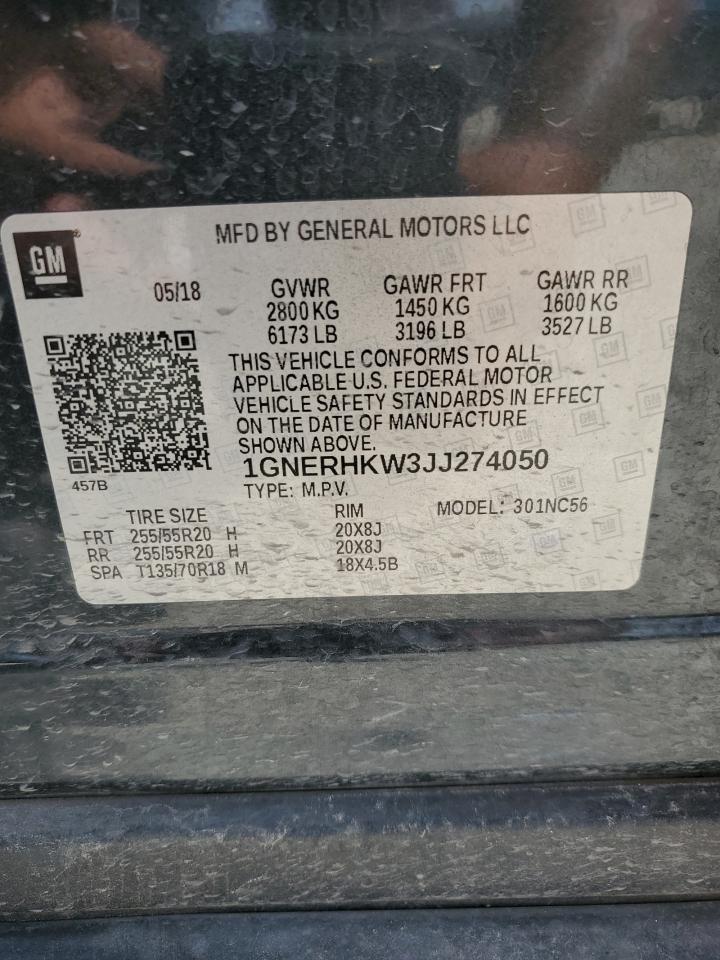 MFD BY GENERAL MOTORS LLC
GM®
05/18 GVWR GAWR FRT GAWR RR
2800 KG 1450 KG 1600 KG
6173 LB 3196 LB 3527 LB
THIS VEHICLE CONFORMS TO ALL
APPLICABLE U.S. FEDERAL MOTOR
VEHICLE SAFETY STANDARDS IN EFFECT
ON THE DATE OF MANUFACTURE
SHOWN ABOVE.
1GNERHKW3JJ274050
457B
TYPE: M.P.V. MODEL: 301NC56
TIRE SIZE RIM
FRT 255/55R20 H 20X8J
RR 255/55R20 H 20X8J
SPA T135/70R18 M 18X4.5B